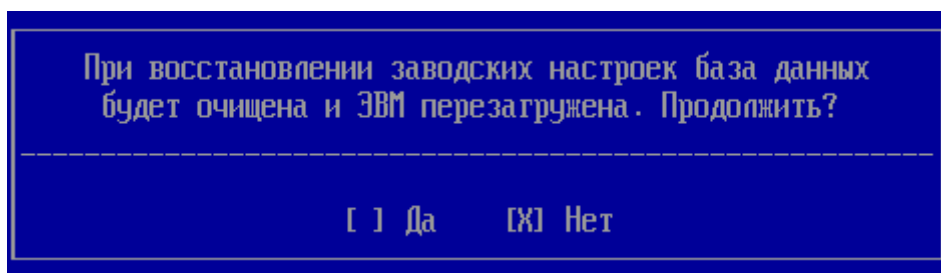 При восстановлении заводских настроек база данных
будет очищена и ЭВМ перезагружена. Продолжить?
[ ] Да [X] Нет